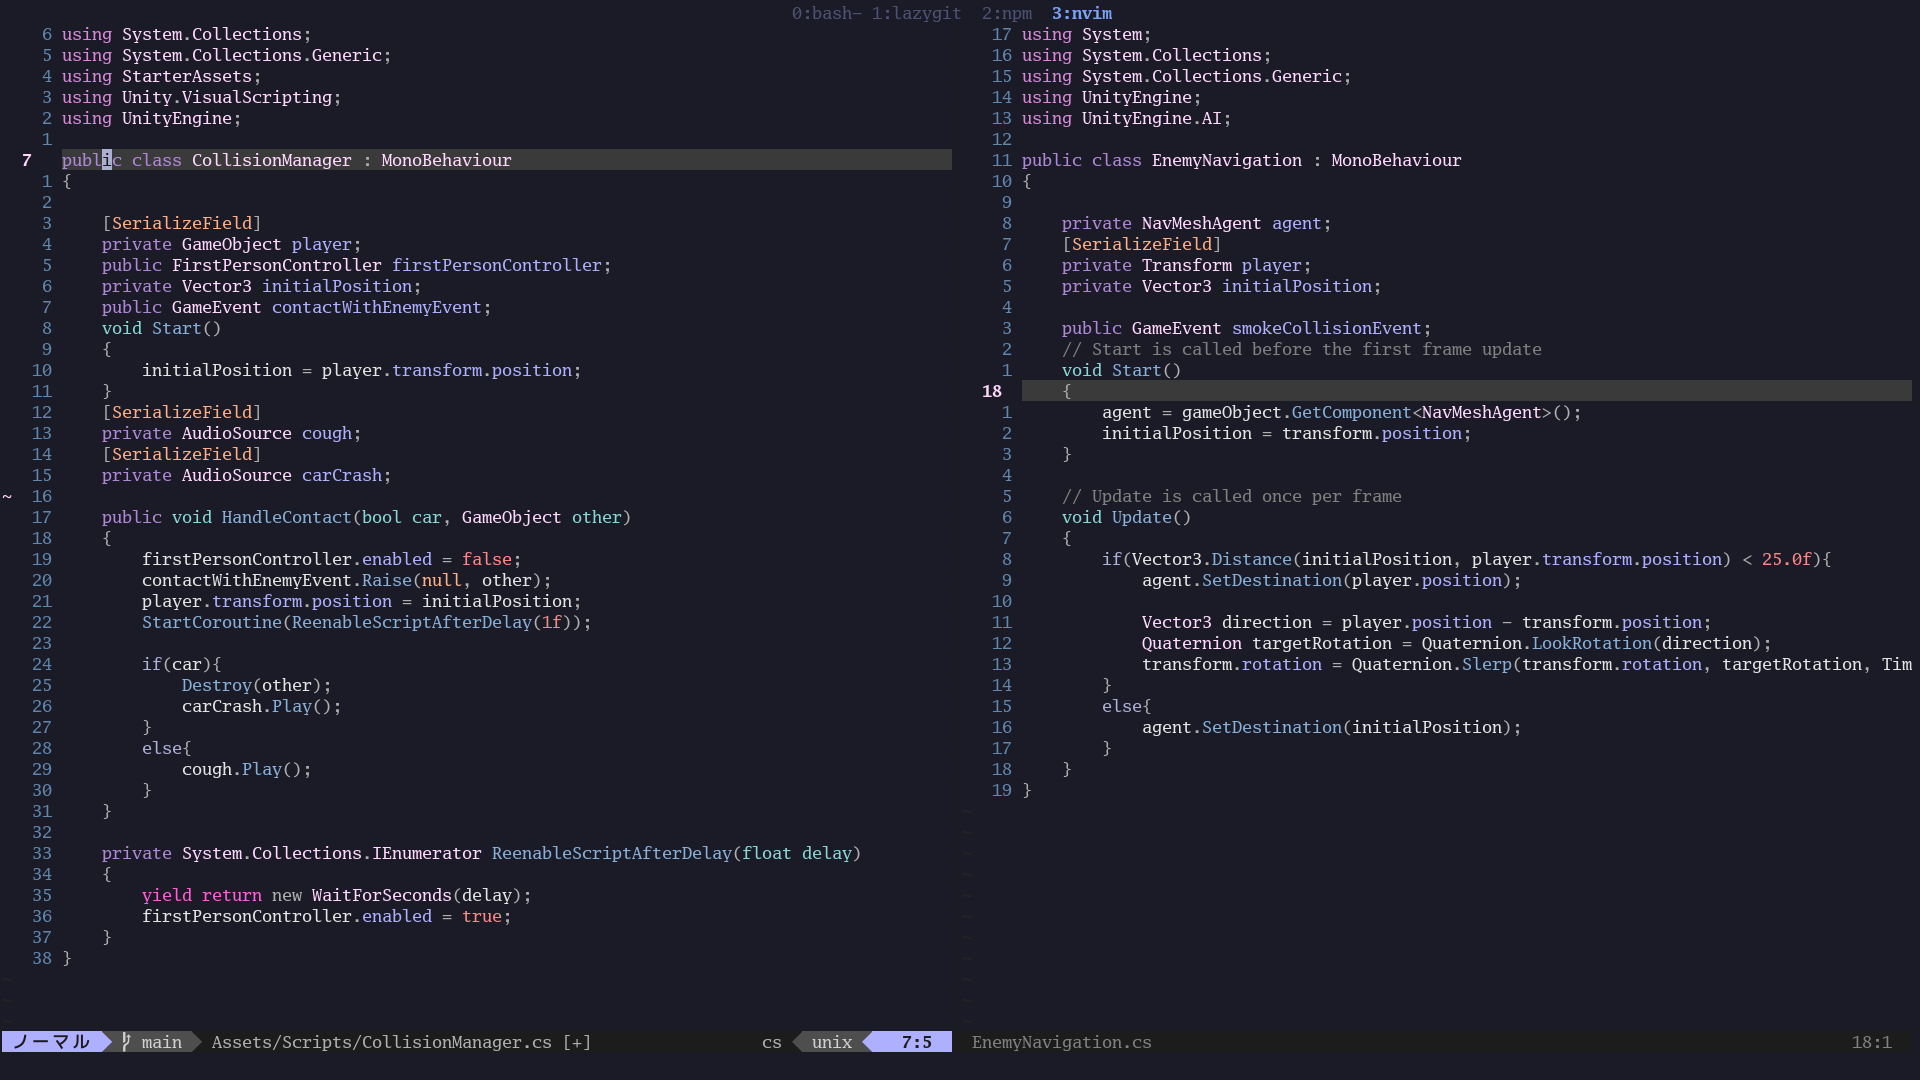 0:bash- 1:lazygit  2:npm  3:nvim
6 using System.Collections;
5 using System.Collections.Generic;
4 using StarterAssets;
3 using Unity.VisualScripting;
2 using UnityEngine;
1
7 public class CollisionManager : MonoBehaviour
1 {
2
3     [SerializeField]
4     private GameObject player;
5     public FirstPersonController firstPersonController;
6     private Vector3 initialPosition;
7     public GameEvent contactWithEnemyEvent;
8     void Start()
9     {
10         initialPosition = player.transform.position;
11     }
12     [SerializeField]
13     private AudioSource cough;
14     [SerializeField]
15     private AudioSource carCrash;
~ 16
17     public void HandleContact(bool car, GameObject other)
18     {
19         firstPersonController.enabled = false;
20         contactWithEnemyEvent.Raise(null, other);
21         player.transform.position = initialPosition;
22         StartCoroutine(ReenableScriptAfterDelay(1f));
23
24         if(car){
25             Destroy(other);
26             carCrash.Play();
27         }
28         else{
29             cough.Play();
30         }
31     }
32
33     private System.Collections.IEnumerator ReenableScriptAfterDelay(float delay)
34     {
35         yield return new WaitForSeconds(delay);
36         firstPersonController.enabled = true;
37     }
38 }
ノーマル  main  Assets/Scripts/CollisionManager.cs [+]  cs  unix  7:5
17 using System;
16 using System.Collections;
15 using System.Collections.Generic;
14 using UnityEngine;
13 using UnityEngine.AI;
12
11 public class EnemyNavigation : MonoBehaviour
10 {
9
8     private NavMeshAgent agent;
7     [SerializeField]
6     private Transform player;
5     private Vector3 initialPosition;
4
3     public GameEvent smokeCollisionEvent;
2     // Start is called before the first frame update
1     void Start()
18     {
1         agent = gameObject.GetComponent<NavMeshAgent>();
2         initialPosition = transform.position;
3     }
4
5     // Update is called once per frame
6     void Update()
7     {
8         if(Vector3.Distance(initialPosition, player.transform.position) < 25.0f){
9             agent.SetDestination(player.position);
10
11             Vector3 direction = player.position - transform.position;
12             Quaternion targetRotation = Quaternion.LookRotation(direction);
13             transform.rotation = Quaternion.Slerp(transform.rotation, targetRotation, Tim
14         }
15         else{
16             agent.SetDestination(initialPosition);
17         }
18     }
19 }
EnemyNavigation.cs  18:1